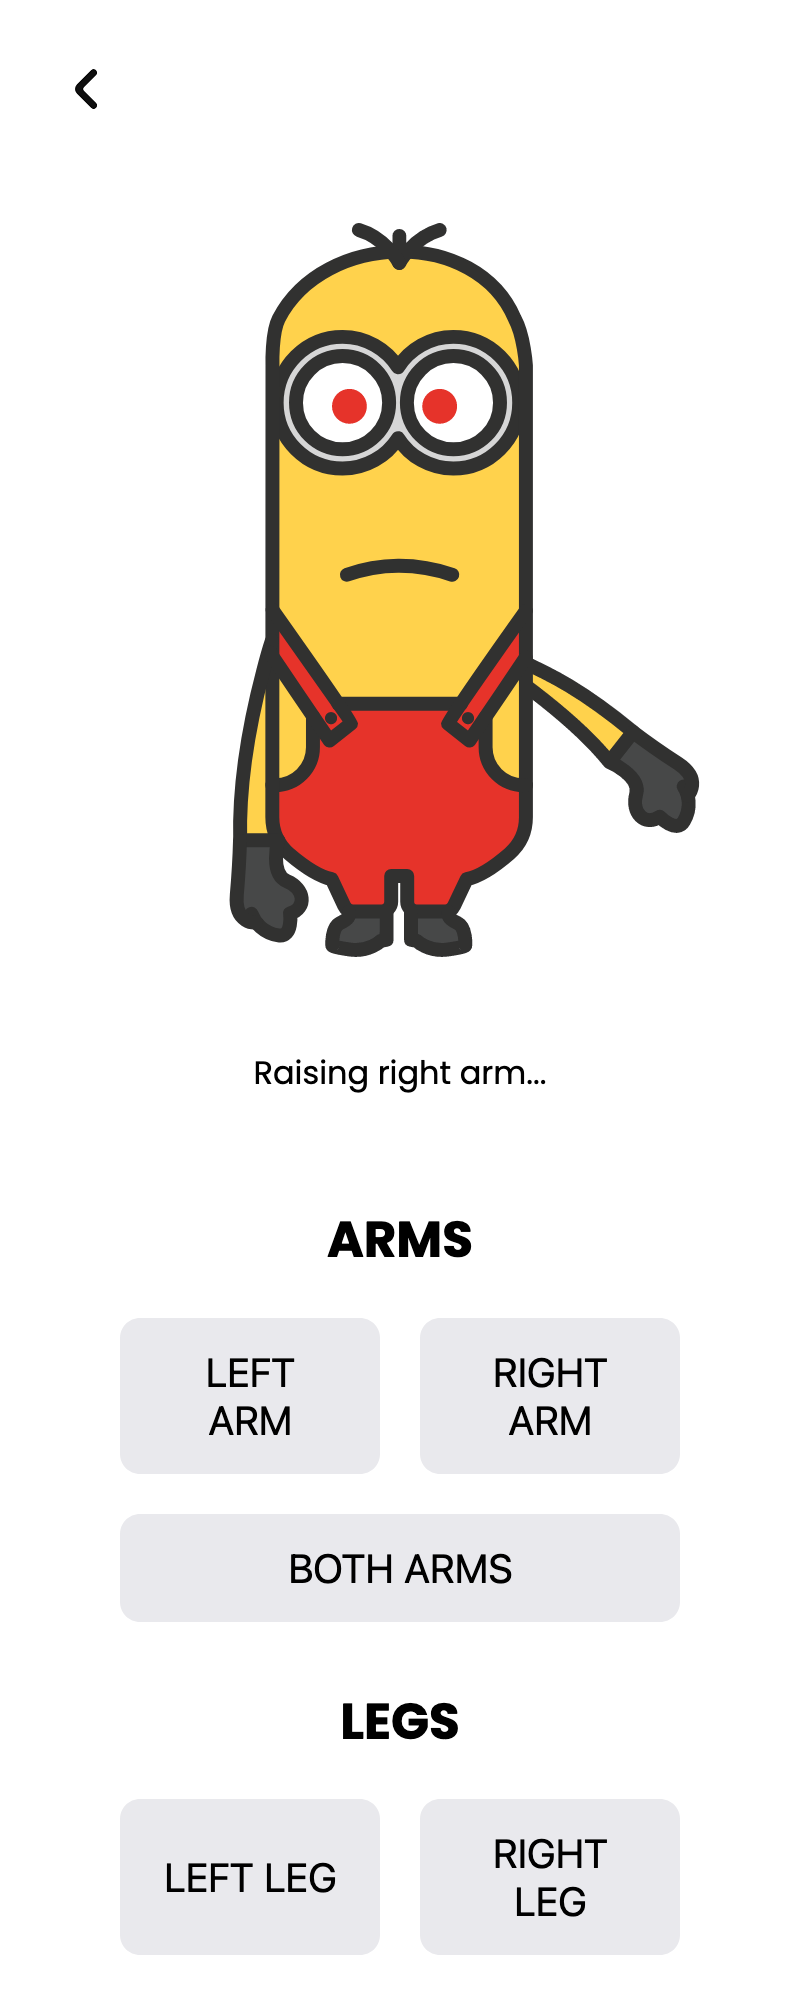 Raising right arm...
ARMS
LEFT
ARM
RIGHT
ARM
BOTH ARMS
LEGS
LEFT LEG
RIGHT
LEG